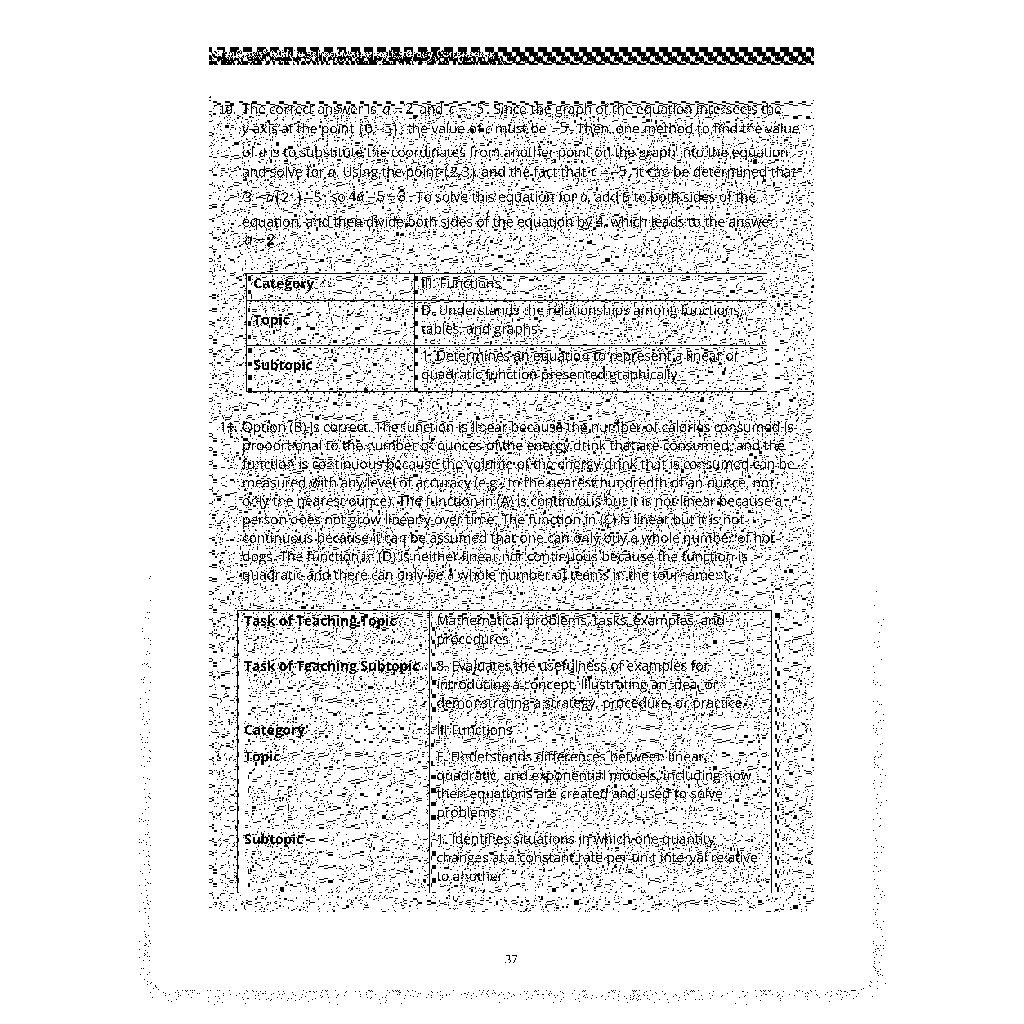 10. The correct answer is a = 2 and c = −5. Since the graph of the equation intersects the
y-axis at the point (0, −5), the value of c must be −5. Then, one method to find the value
of a is to substitute the coordinates from another point on the graph into the equation
and solve for a. Using the point (2, 3), and the fact that c = −5, it can be determined that
3 = a(2²) − 5, so 4a − 5 = 3. To solve this equation for a, add 5 to both sides of the
equation, and then divide both sides of the equation by 4, which leads to the answer
a = 2.
Category III. Functions
Topic D. Understands the relationships among functions,
tables, and graphs
Subtopic 1. Determines an equation to represent a linear or
quadratic function presented graphically
11. Option (B) is correct. The function is linear because the number of calories consumed is
proportional to the number of ounces of the energy drink that are consumed, and the
function is continuous because the volume of the energy drink that is consumed can be
measured with any level of accuracy (e.g., to the nearest hundredth of an ounce, not
only the nearest ounce). The function in (A) is continuous but it is not linear because a
person does not grow linearly over time. The function in (C) is linear but it is not
continuous because it can be assumed that one can only a whole number of hot
dogs. The function in (D) is neither linear nor continuous because the function is
quadratic and there can only be a whole number of teams in the tournament.
Task of Teaching Topic Mathematical problems, tasks, examples, and
procedures
Task of Teaching Subtopic 8. Evaluates the usefulness of examples for
introducing a concept, illustrating an idea, or
demonstrating a strategy, procedure, or practice
Category III Functions
Topic F. Understands differences between linear,
quadratic, and exponential models, including how
their equations are created and used to solve
problems
Subtopic 1. Identifies situations in which one quantity
changes at a constant rate per unit interval relative
to another
37